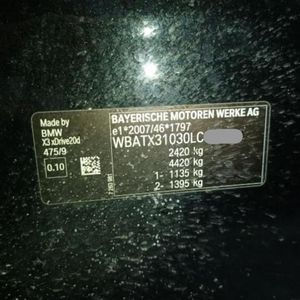 Made by
BMW
X3 xDrive20d
475/9
0.10
BAYERISCHE MOTOREN WERKE AG
e1*2007/46*1797
WBATX31030LC
2420 kg
4420 kg
1- 1135 kg
2- 1395 kg